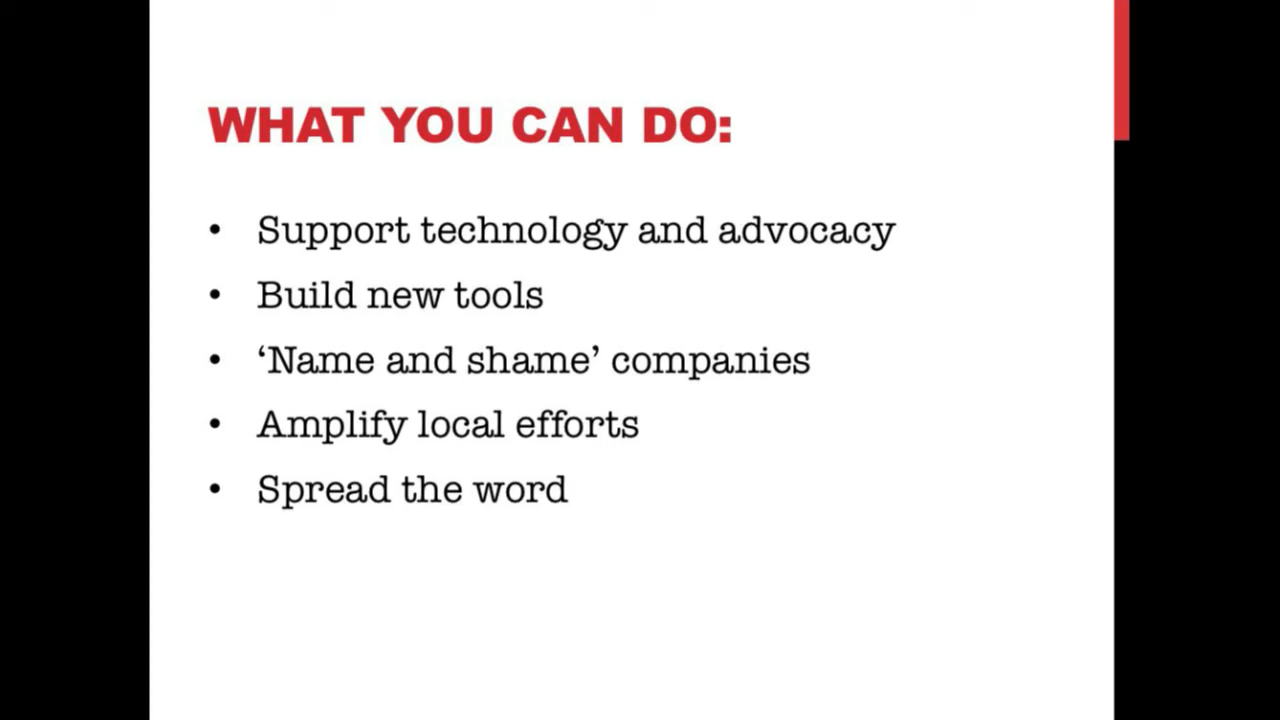 WHAT YOU CAN DO:
• Support technology and advocacy
• Build new tools
• ‘Name and shame’ companies
• Amplify local efforts
• Spread the word